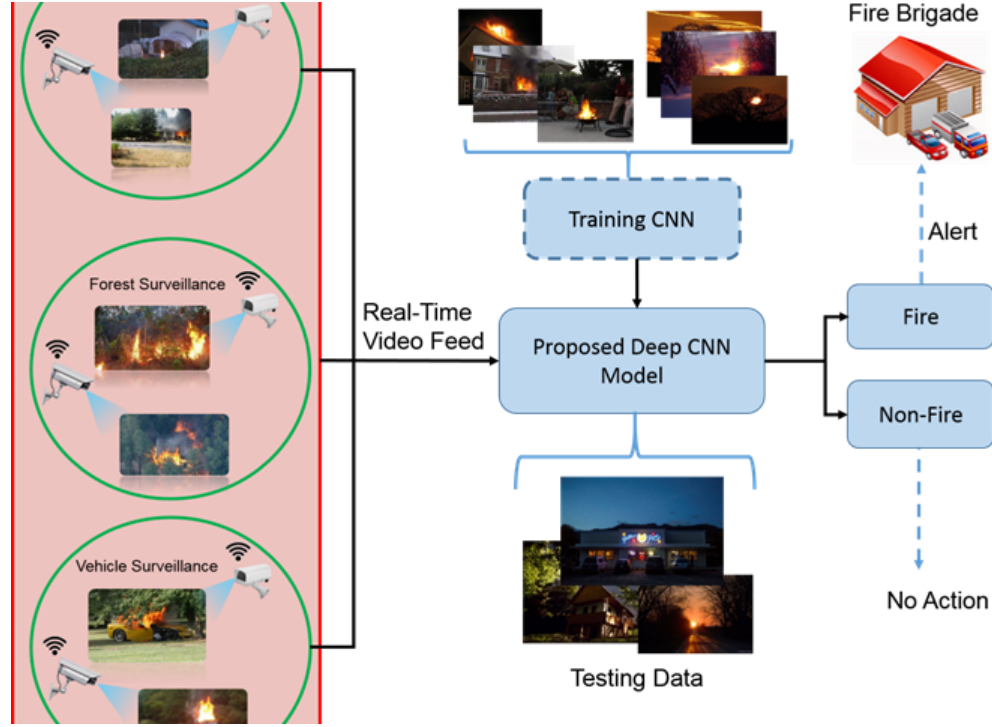 Fire Brigade
Training CNN
Alert
Forest Surveillance
Real-Time
Video Feed
Proposed Deep CNN
Model
Fire
Non-Fire
Vehicle Surveillance
No Action
Testing Data